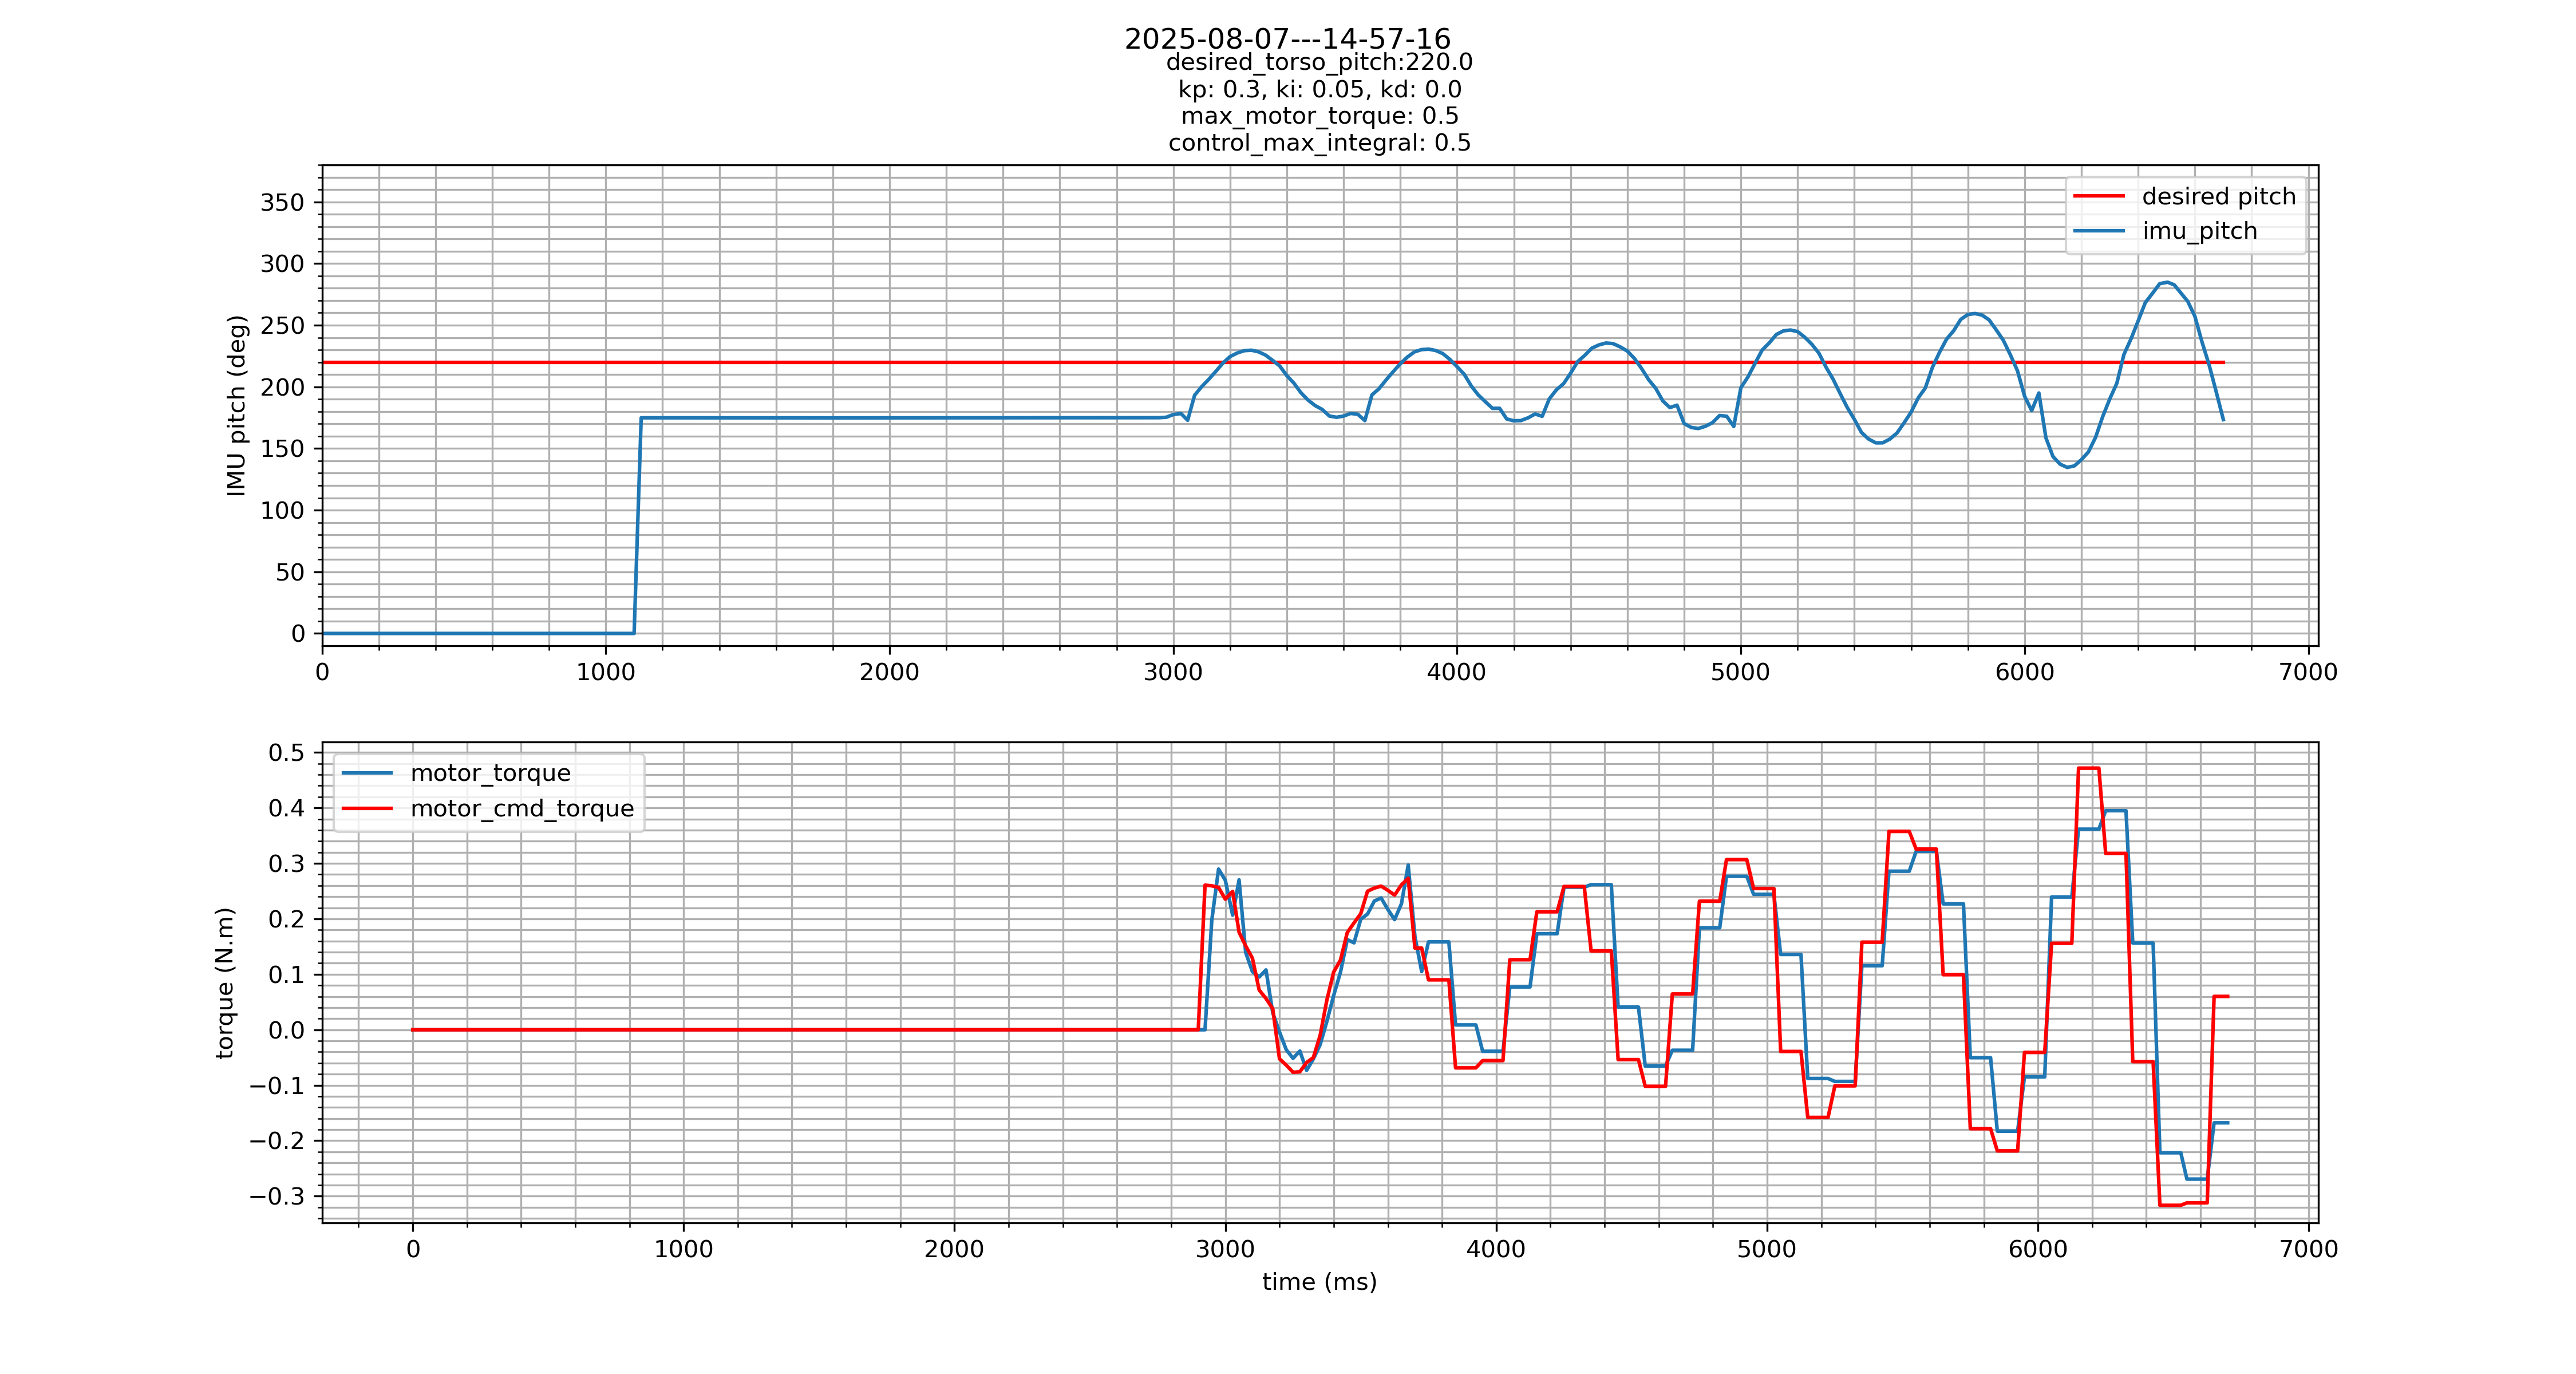 2025-08-07---14-57-16
desired_torso_pitch:220.0
kp: 0.3, ki: 0.05, kd: 0.0
max_motor_torque: 0.5
control_max_integral: 0.5
350
300
250
200
150
100
50
0
IMU pitch (deg)
desired pitch
imu_pitch
0 1000 2000 3000 4000 5000 6000 7000
0.5
0.4
0.3
0.2
0.1
0.0
−0.1
−0.2
−0.3
torque (N.m)
motor_torque
motor_cmd_torque
0 1000 2000 3000 4000 5000 6000 7000
time (ms)